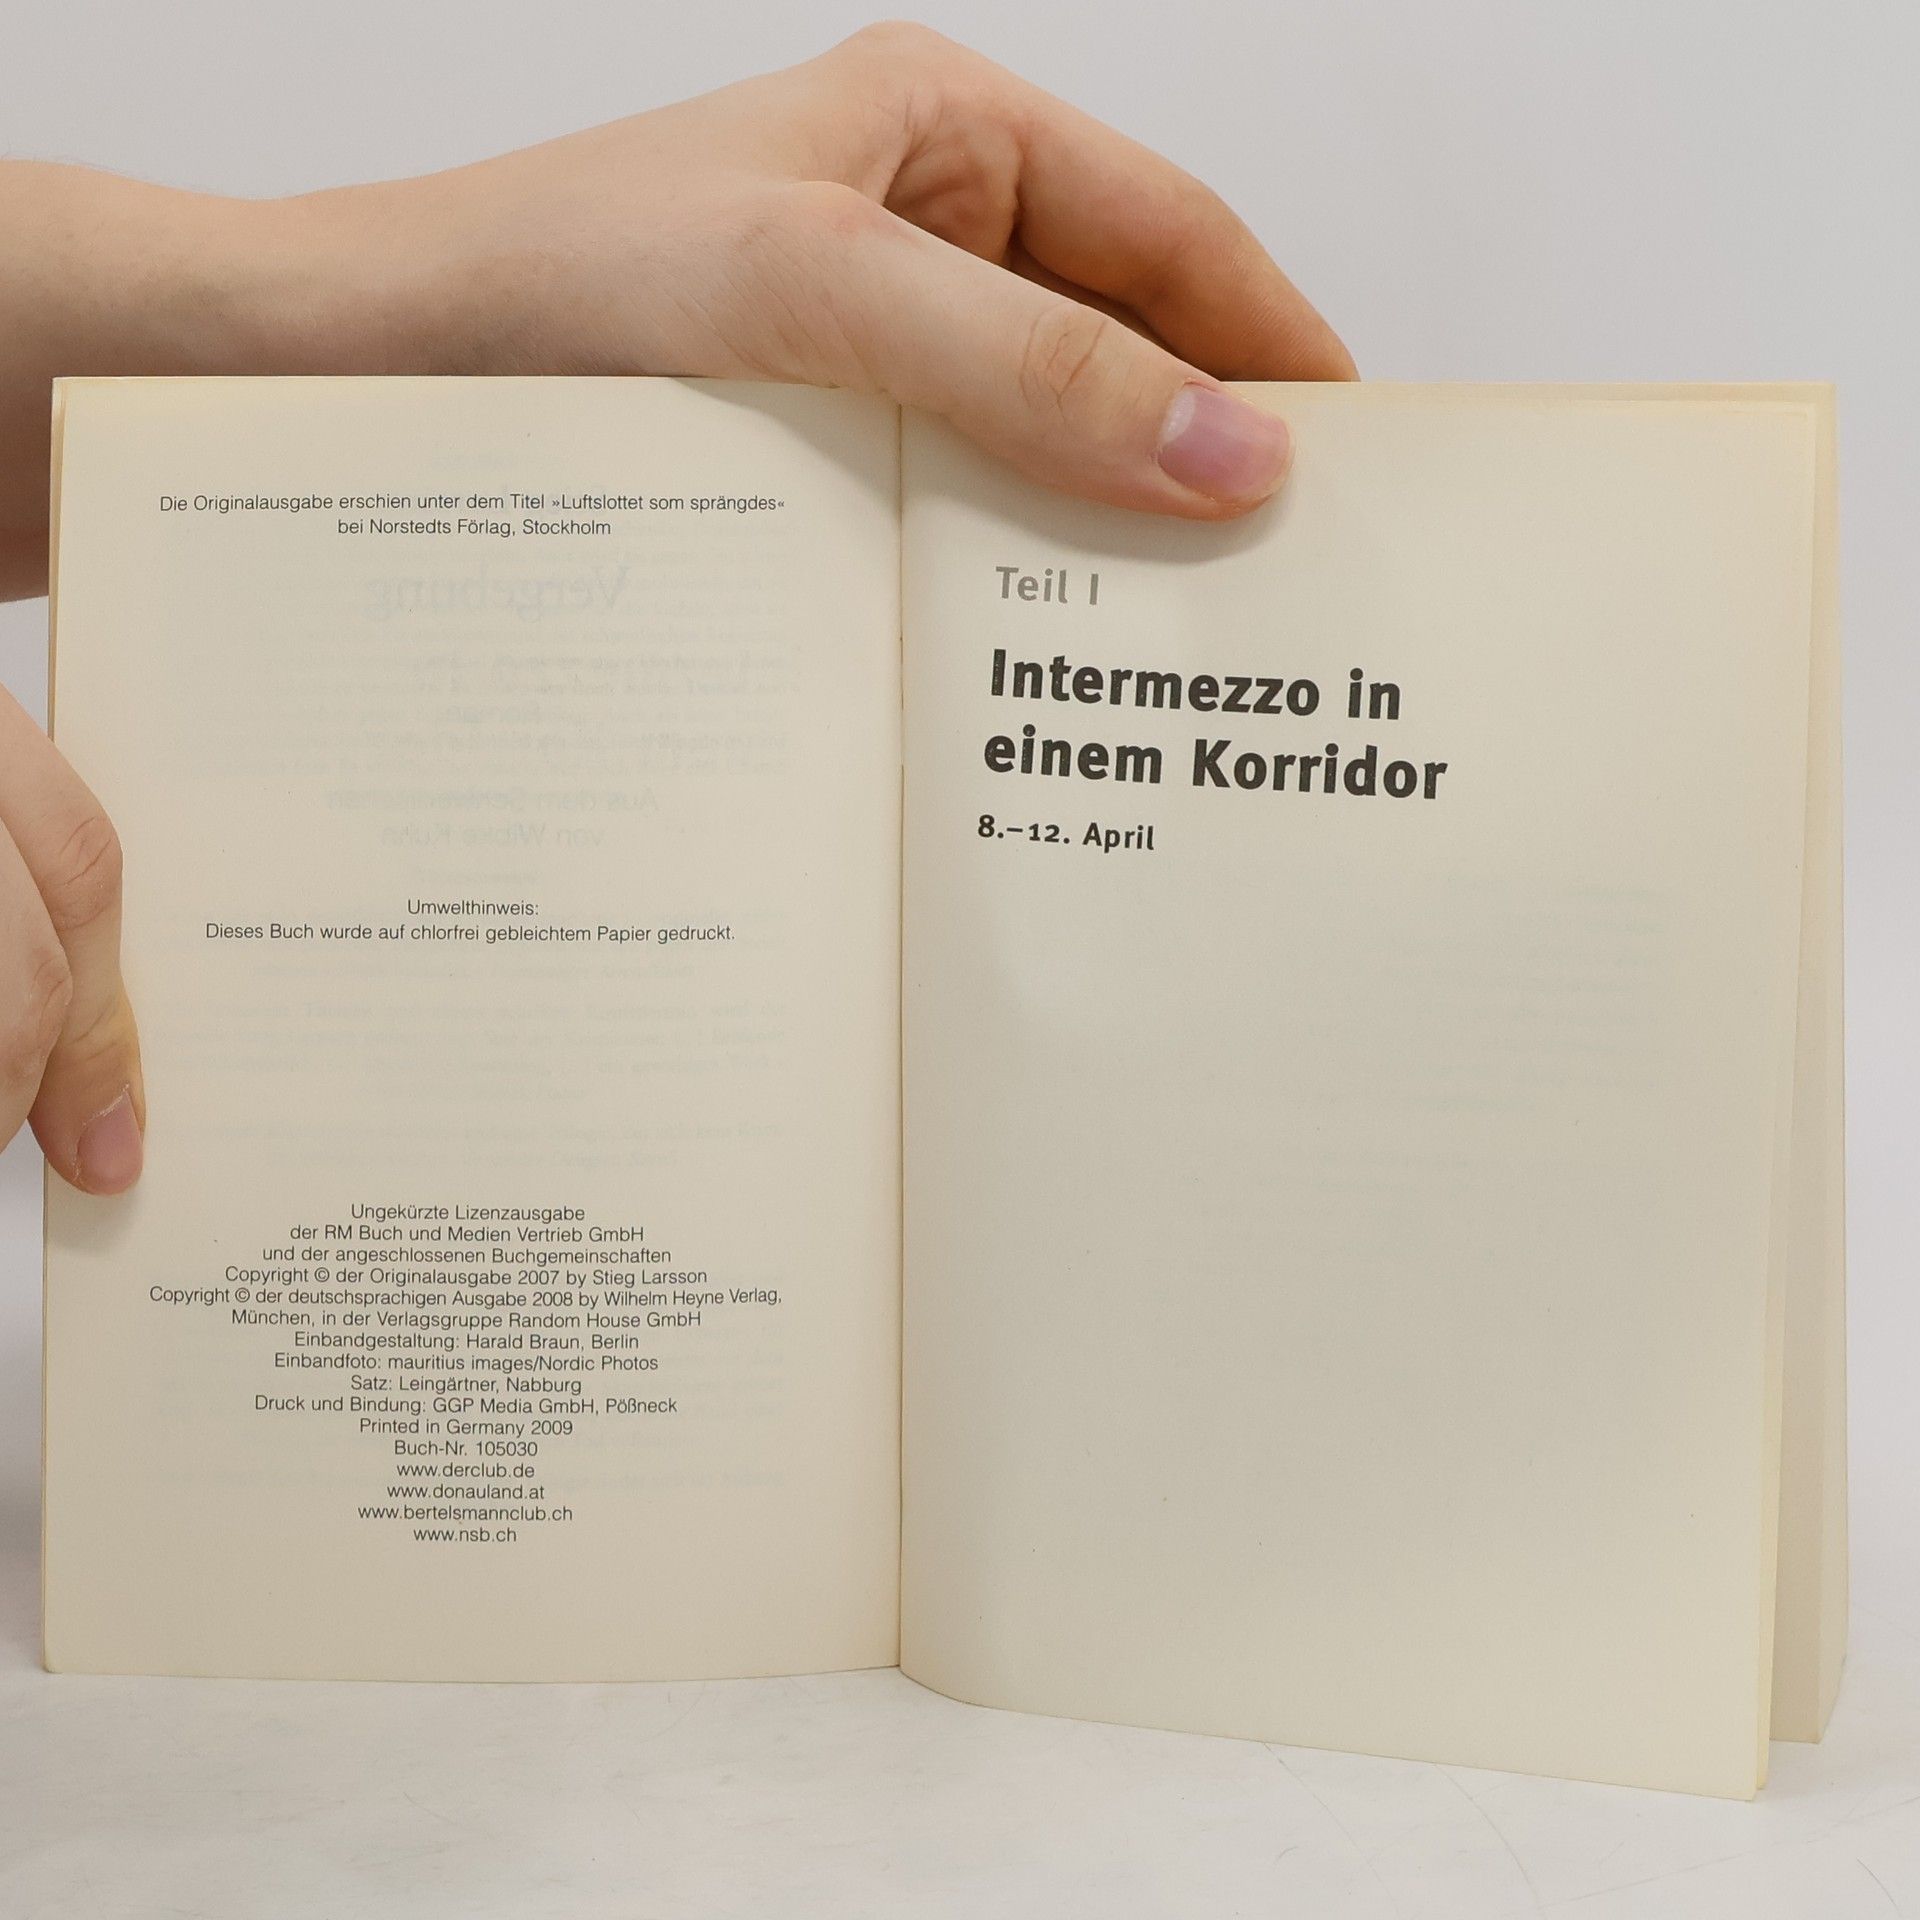 Die Originalausgabe erschien unter dem Titel »Luftslottet som sprängdes«
bei Norstedts Förlag, Stockholm
Umwelthinweis:
Dieses Buch wurde auf chlorfrei gebleichtem Papier gedruckt.
Ungekürzte Lizenzausgabe
der RM Buch und Medien Vertrieb GmbH
und der angeschlossenen Buchgemeinschaften
Copyright © der Originalausgabe 2007 by Stieg Larsson
Copyright © der deutschsprachigen Ausgabe 2008 by Wilhelm Heyne Verlag,
München, in der Verlagsgruppe Random House GmbH
Einbandgestaltung: Harald Braun, Berlin
Einbandfoto: mauritius images/Nordic Photos
Satz: Leingärtner, Nabburg
Druck und Bindung: GGP Media GmbH, Pößneck
Printed in Germany 2009
Buch-Nr. 105030
www.derclub.de
www.donauland.at
www.bertelsmannclub.ch
www.nsb.ch
Teil I
Intermezzo in
einem Korridor
8.–12. April